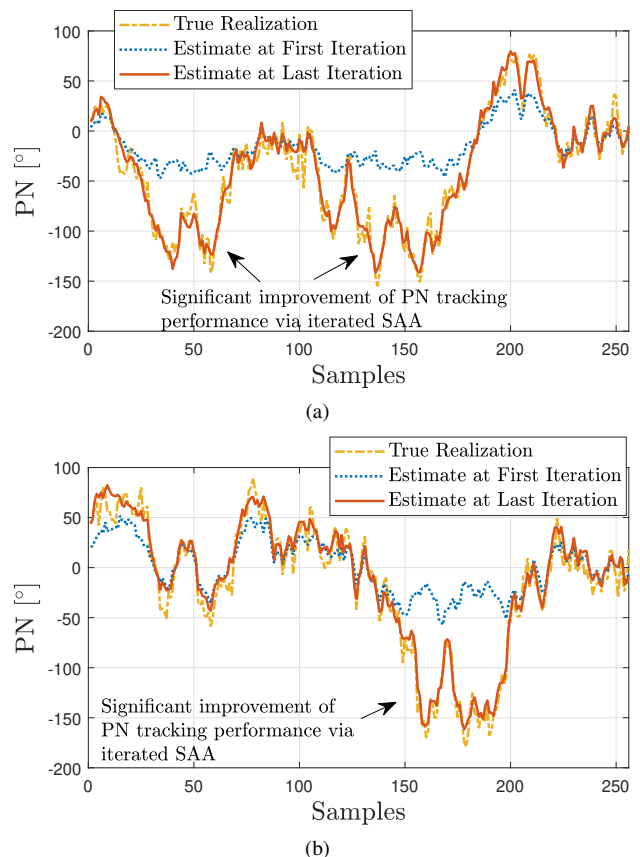 True Realization
Estimate at First Iteration
Estimate at Last Iteration
100
50
0
-50
-100
-150
-200
PN [°]
Significant improvement of PN tracking
performance via iterated SAA
0
50
100
150
200
250
Samples
(a)
True Realization
Estimate at First Iteration
Estimate at Last Iteration
100
50
0
-50
-100
-150
-200
PN [°]
Significant improvement of
PN tracking performance via
iterated SAA
0
50
100
150
200
250
Samples
(b)